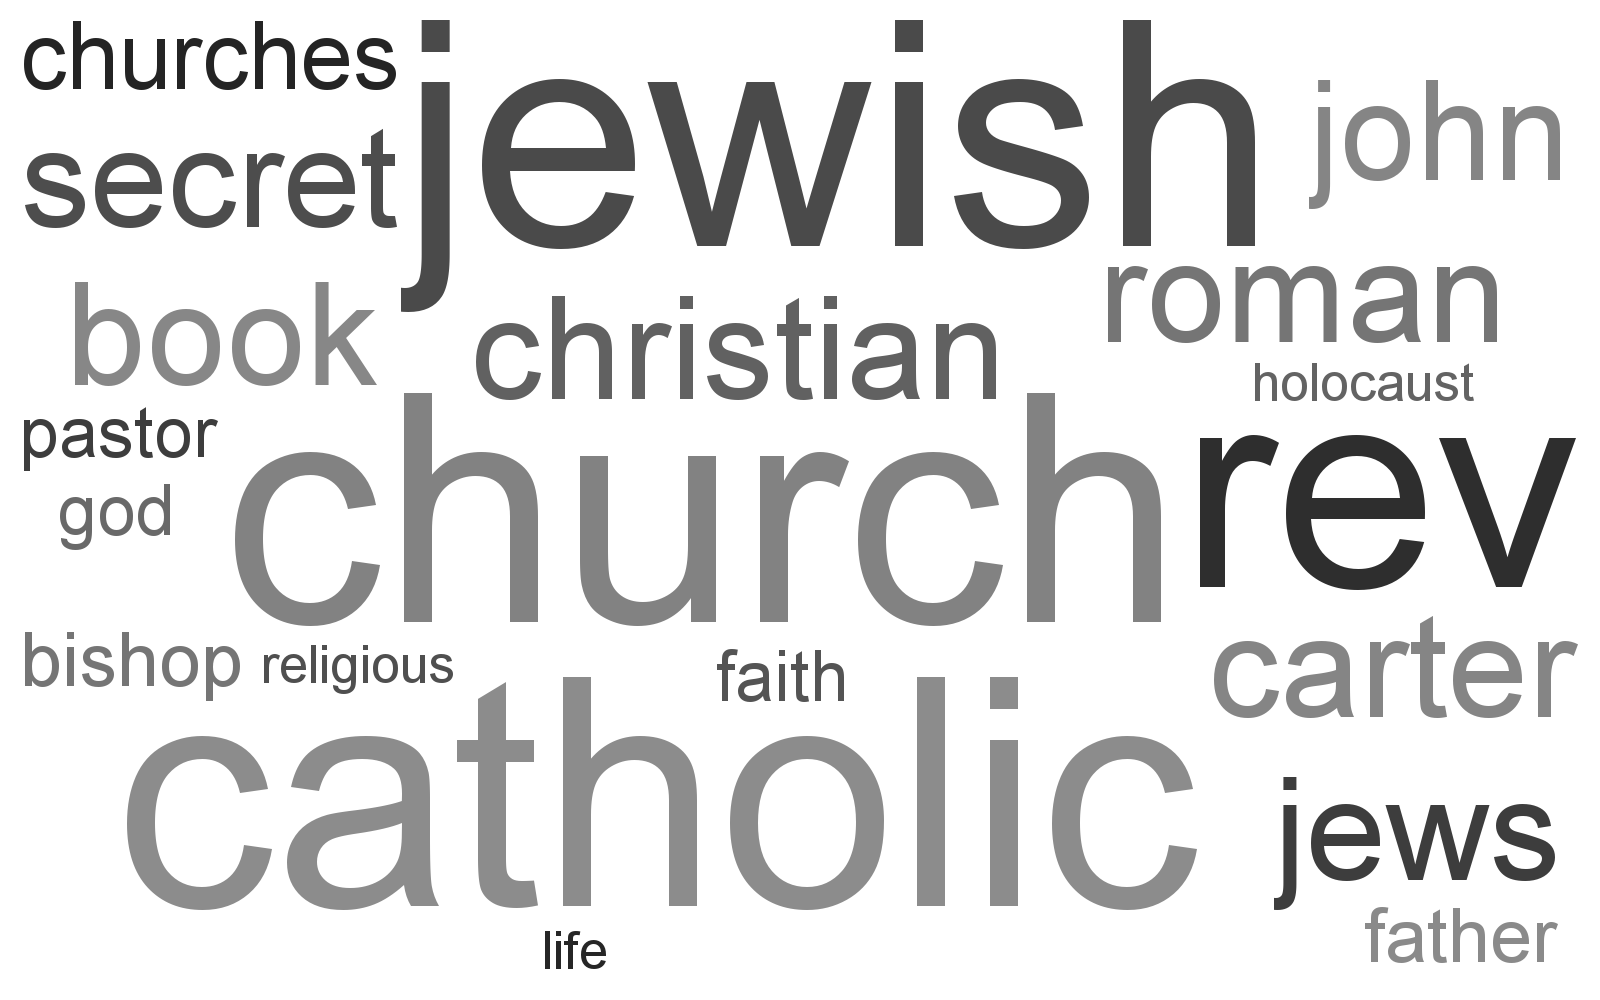 churches
jewish
john
secret
book
christian
roman
holocaust
pastor
church
rev
god
bishop
religious
faith
carter
catholic
jews
life
father